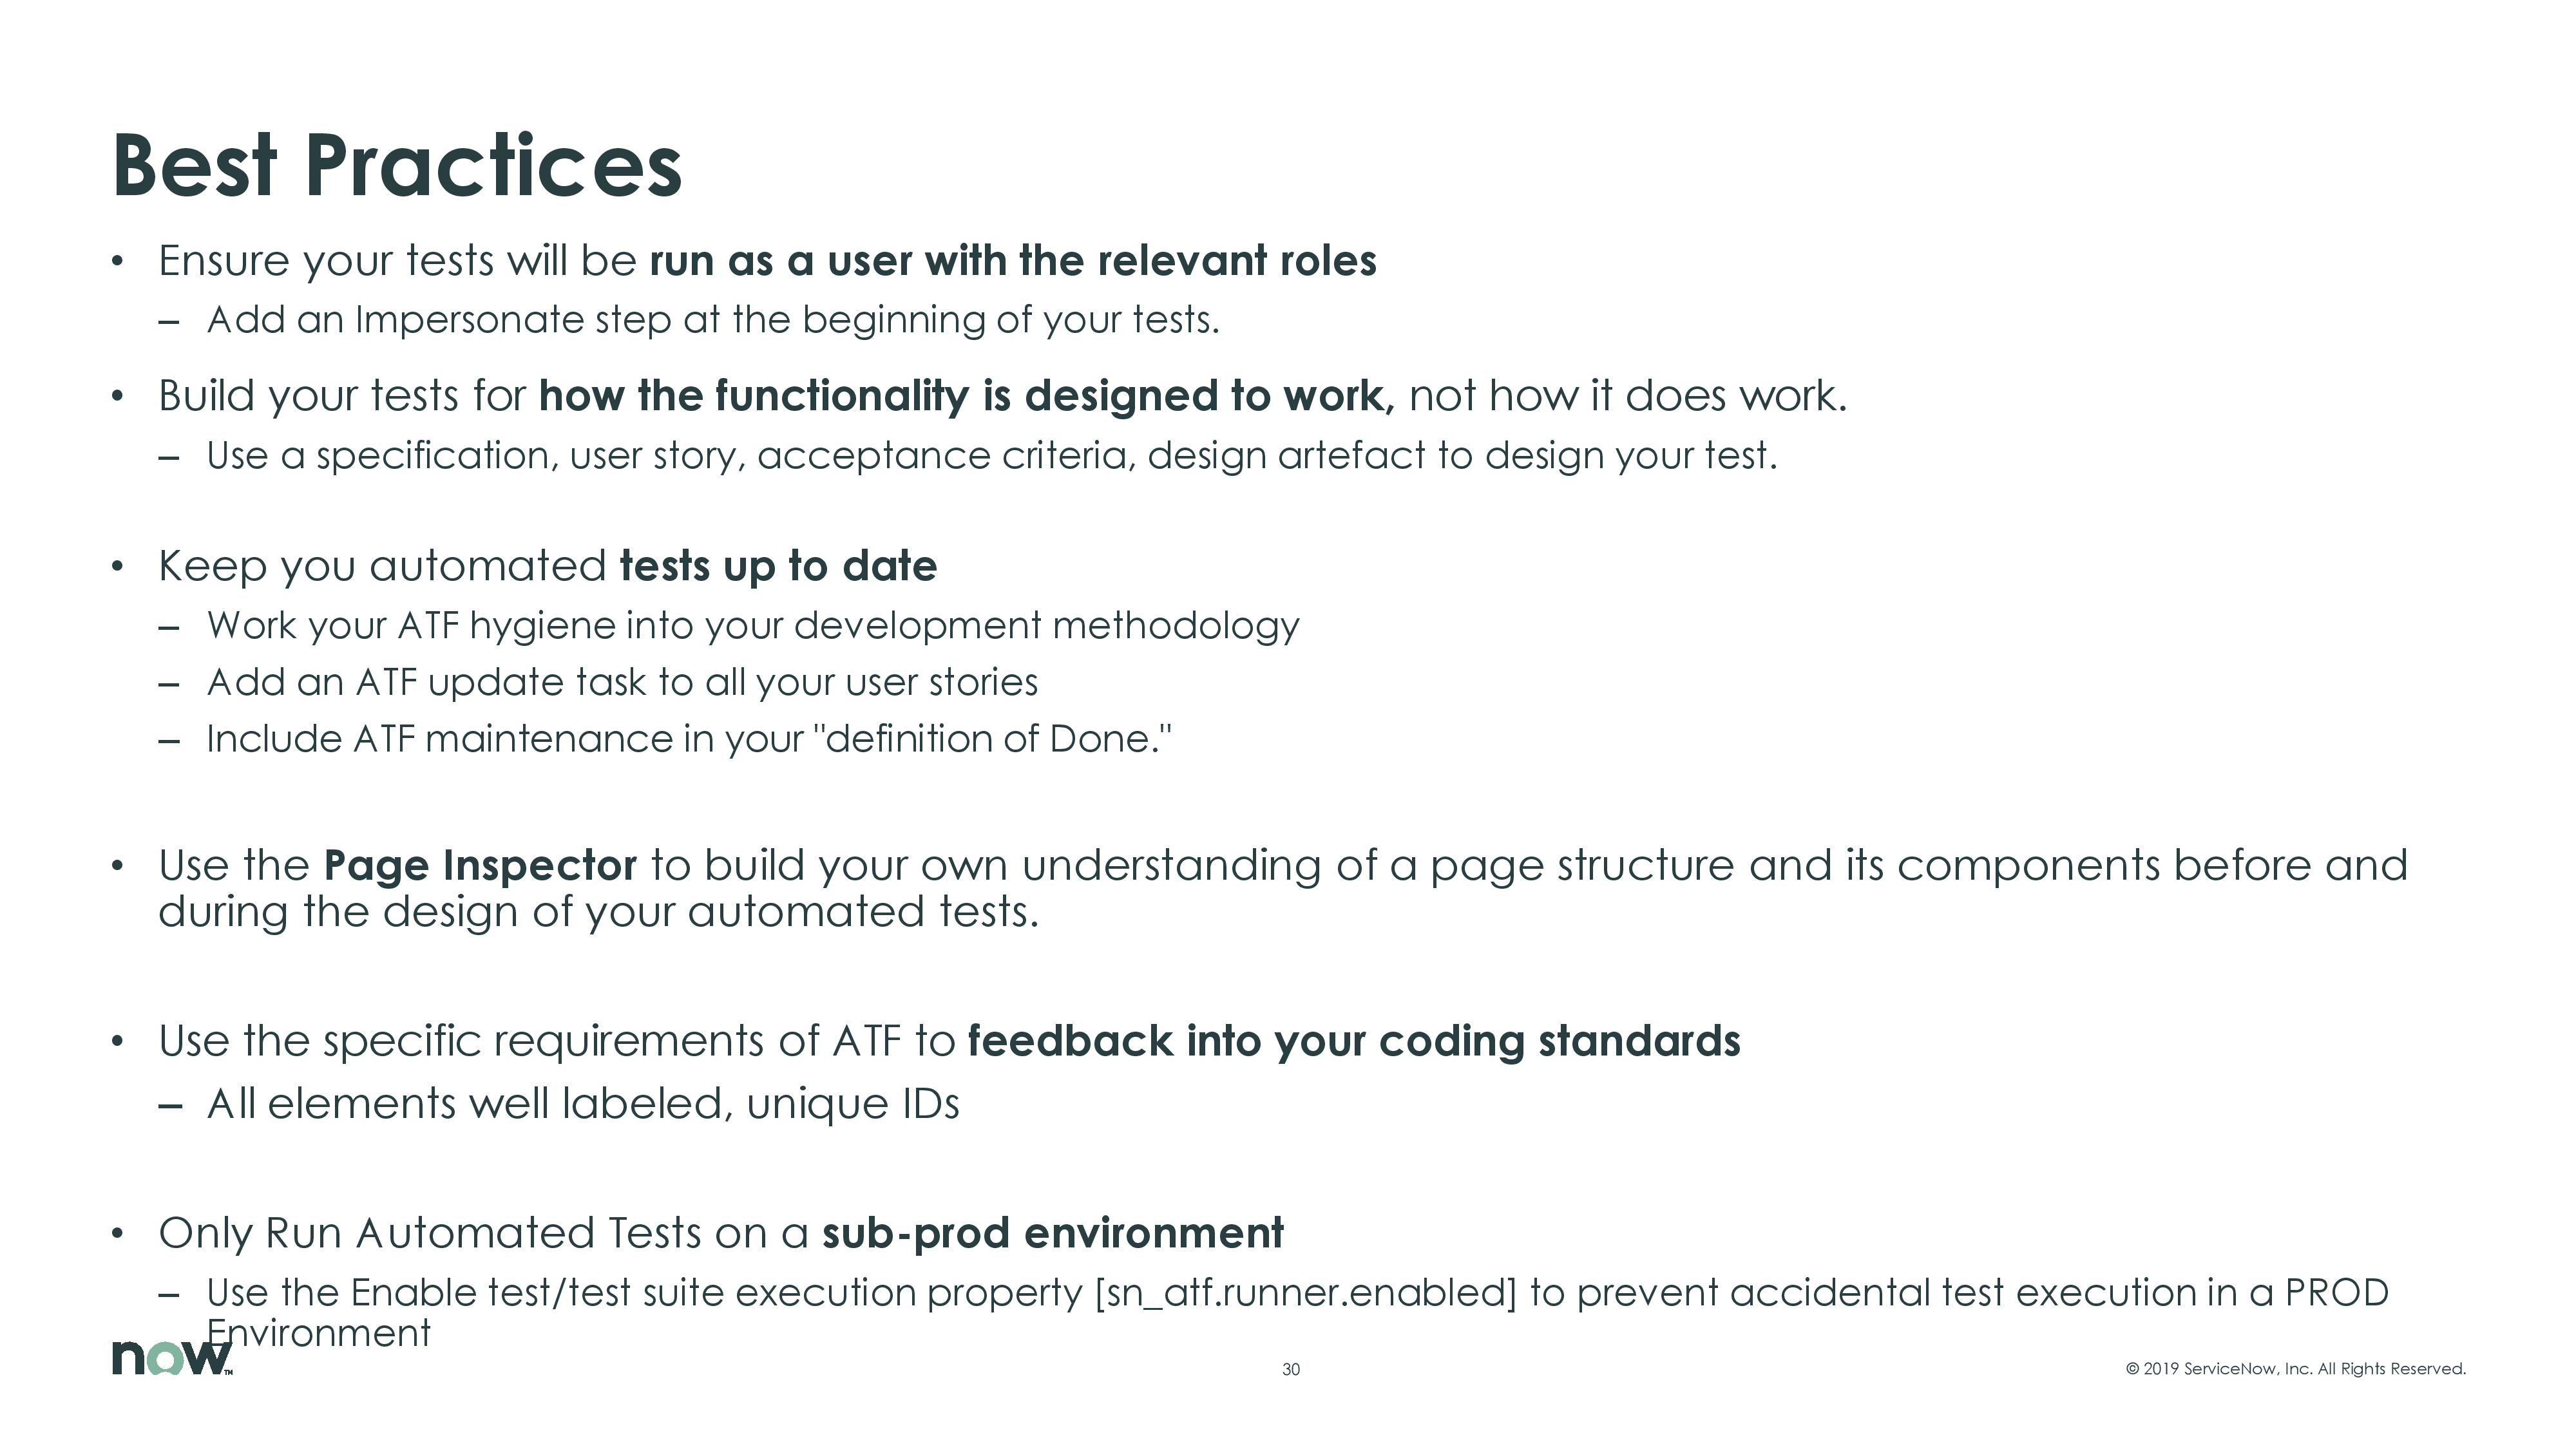 Best Practices
• Ensure your tests will be run as a user with the relevant roles
– Add an Impersonate step at the beginning of your tests.
• Build your tests for how the functionality is designed to work, not how it does work.
– Use a specification, user story, acceptance criteria, design artefact to design your test.
• Keep you automated tests up to date
– Work your ATF hygiene into your development methodology
– Add an ATF update task to all your user stories
– Include ATF maintenance in your "definition of Done."
• Use the Page Inspector to build your own understanding of a page structure and its components before and
during the design of your automated tests.
• Use the specific requirements of ATF to feedback into your coding standards
– All elements well labeled, unique IDs
• Only Run Automated Tests on a sub-prod environment
– Use the Enable test/test suite execution property [sn_atf.runner.enabled] to prevent accidental test execution in a PROD
Environment
now™
30
© 2019 ServiceNow, Inc. All Rights Reserved.